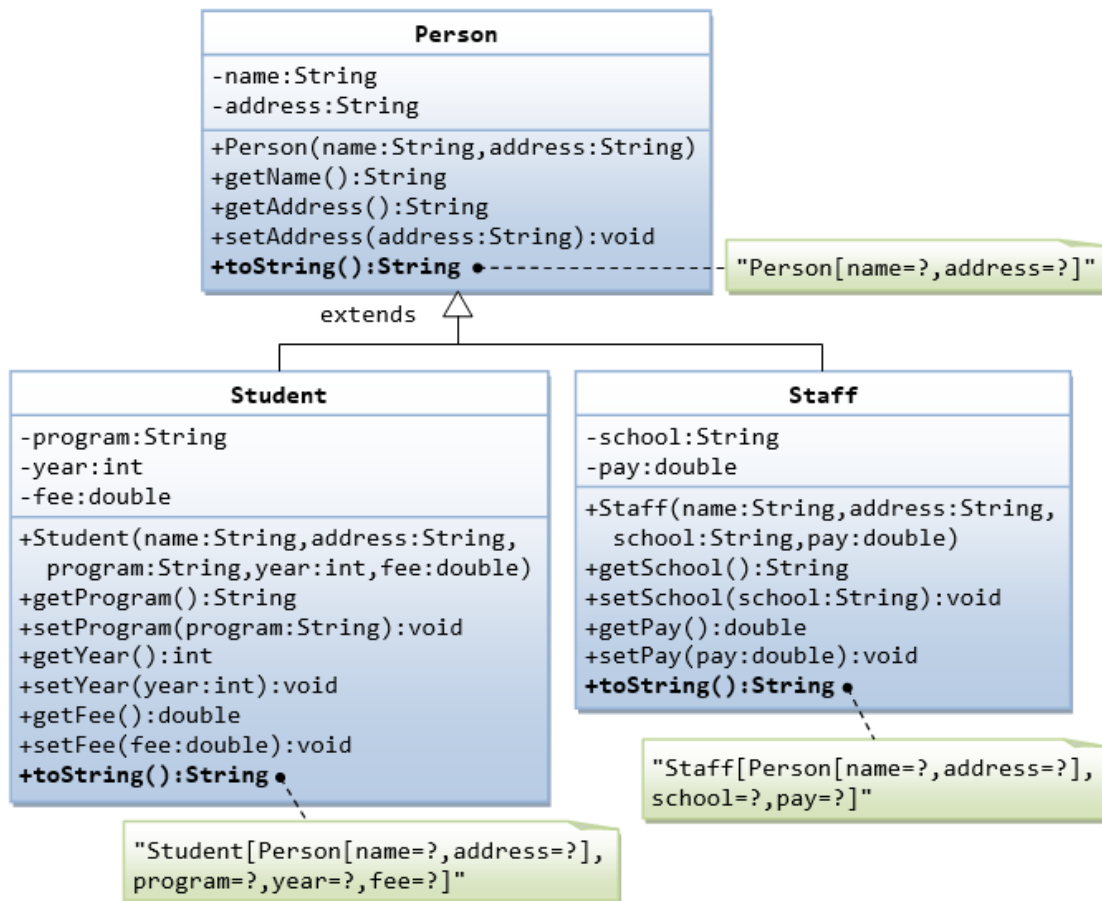 Person
-name:String
-address:String
+Person(name:String,address:String)
+getName():String
+getAddress():String
+setAddress(address:String):void
+toString():String
"Person[name=?,address=?]"
extends
Student
-program:String
-year:int
-fee:double
+Student(name:String,address:String,
program:String,year:int,fee:double)
+getProgram():String
+setProgram(program:String):void
+getYear():int
+setYear(year:int):void
+getFee():double
+setFee(fee:double):void
+toString():String
"Student[Person[name=?,address=?],
program=?,year=?,fee=?]"
Staff
-school:String
-pay:double
+Staff(name:String,address:String,
school:String,pay:double)
+getSchool():String
+setSchool(school:String):void
+getPay():double
+setPay(pay:double):void
+toString():String
"Staff[Person[name=?,address=?],
school=?,pay=?]"